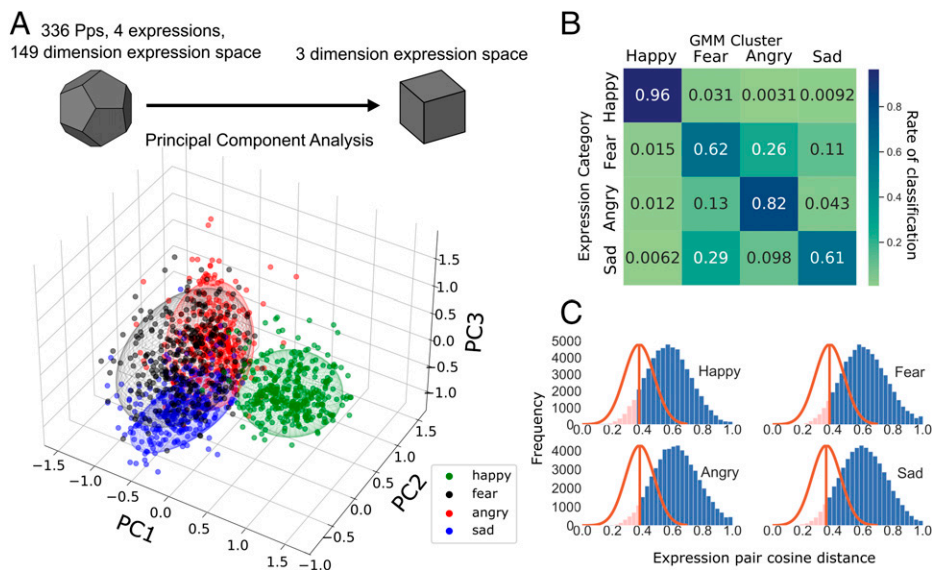 A
336 Pps, 4 expressions,
149 dimension expression space
3 dimension expression space
Principal Component Analysis
1.5
1.0
0.5
0.0
-0.5
-1.0
PC3
-1.5
-1.0
-0.5
0.0
0.5
1.0
1.5
PC1
-1.0
-0.5
0.0
0.5
1.0
1.5
PC2
happy
fear
angry
sad
B
GMM Cluster
Happy Fear Angry Sad
Expression Category
Happy 0.96 0.031 0.0031 0.0092
Fear 0.015 0.62 0.26 0.11
Angry 0.012 0.13 0.82 0.043
Sad 0.0062 0.29 0.098 0.61
0.8
0.6
0.4
0.2
Rate of classification
C
5000
4000
3000
2000
1000
0
Happy
0.0 0.2 0.4 0.6 0.8 1.0
Fear
0.0 0.2 0.4 0.6 0.8 1.0
Frequency
4000
3000
2000
1000
0
Angry
0.0 0.2 0.4 0.6 0.8 1.0
Sad
0.0 0.2 0.4 0.6 0.8 1.0
Expression pair cosine distance